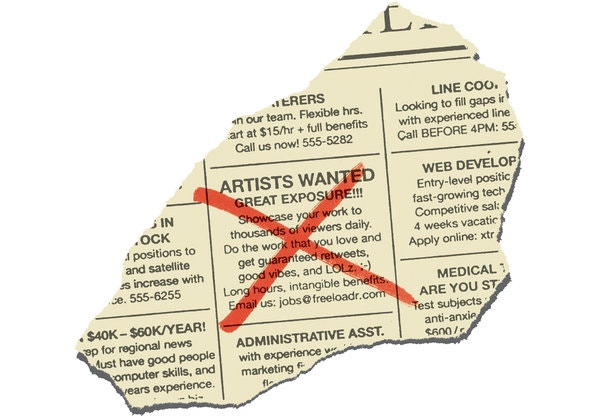 TERERS
in our team. Flexible hrs.
art at $15/hr + full benefits
Call us now! 555-5282
ARTISTS WANTED
GREAT EXPOSURE!!!
Showcase your work to
thousands of viewers daily.
Do the work that you love and
get guaranteed retweets,
good vibes, and LOLz. ;-)
Long hours, intangible benefits.
Email us: jobs@freeloadr.com
ADMINISTRATIVE ASST.
with experience w
marketing fi
LINE COO
Looking to fill gaps i
with experienced line
Call BEFORE 4PM: 55
WEB DEVELOP
Entry-level positic
fast-growing tech
Competitive sal
4 weeks vacatic
Apply online: xtr
MEDICAL T
ARE YOU ST
Test subjects
anti-anxie
$600/
S IN
OCK
l positions to
and satellite
s increase with
ce. 555-6255
$40K – $60K/YEAR!
ep for regional news
Must have good people
computer skills, and
years experience.